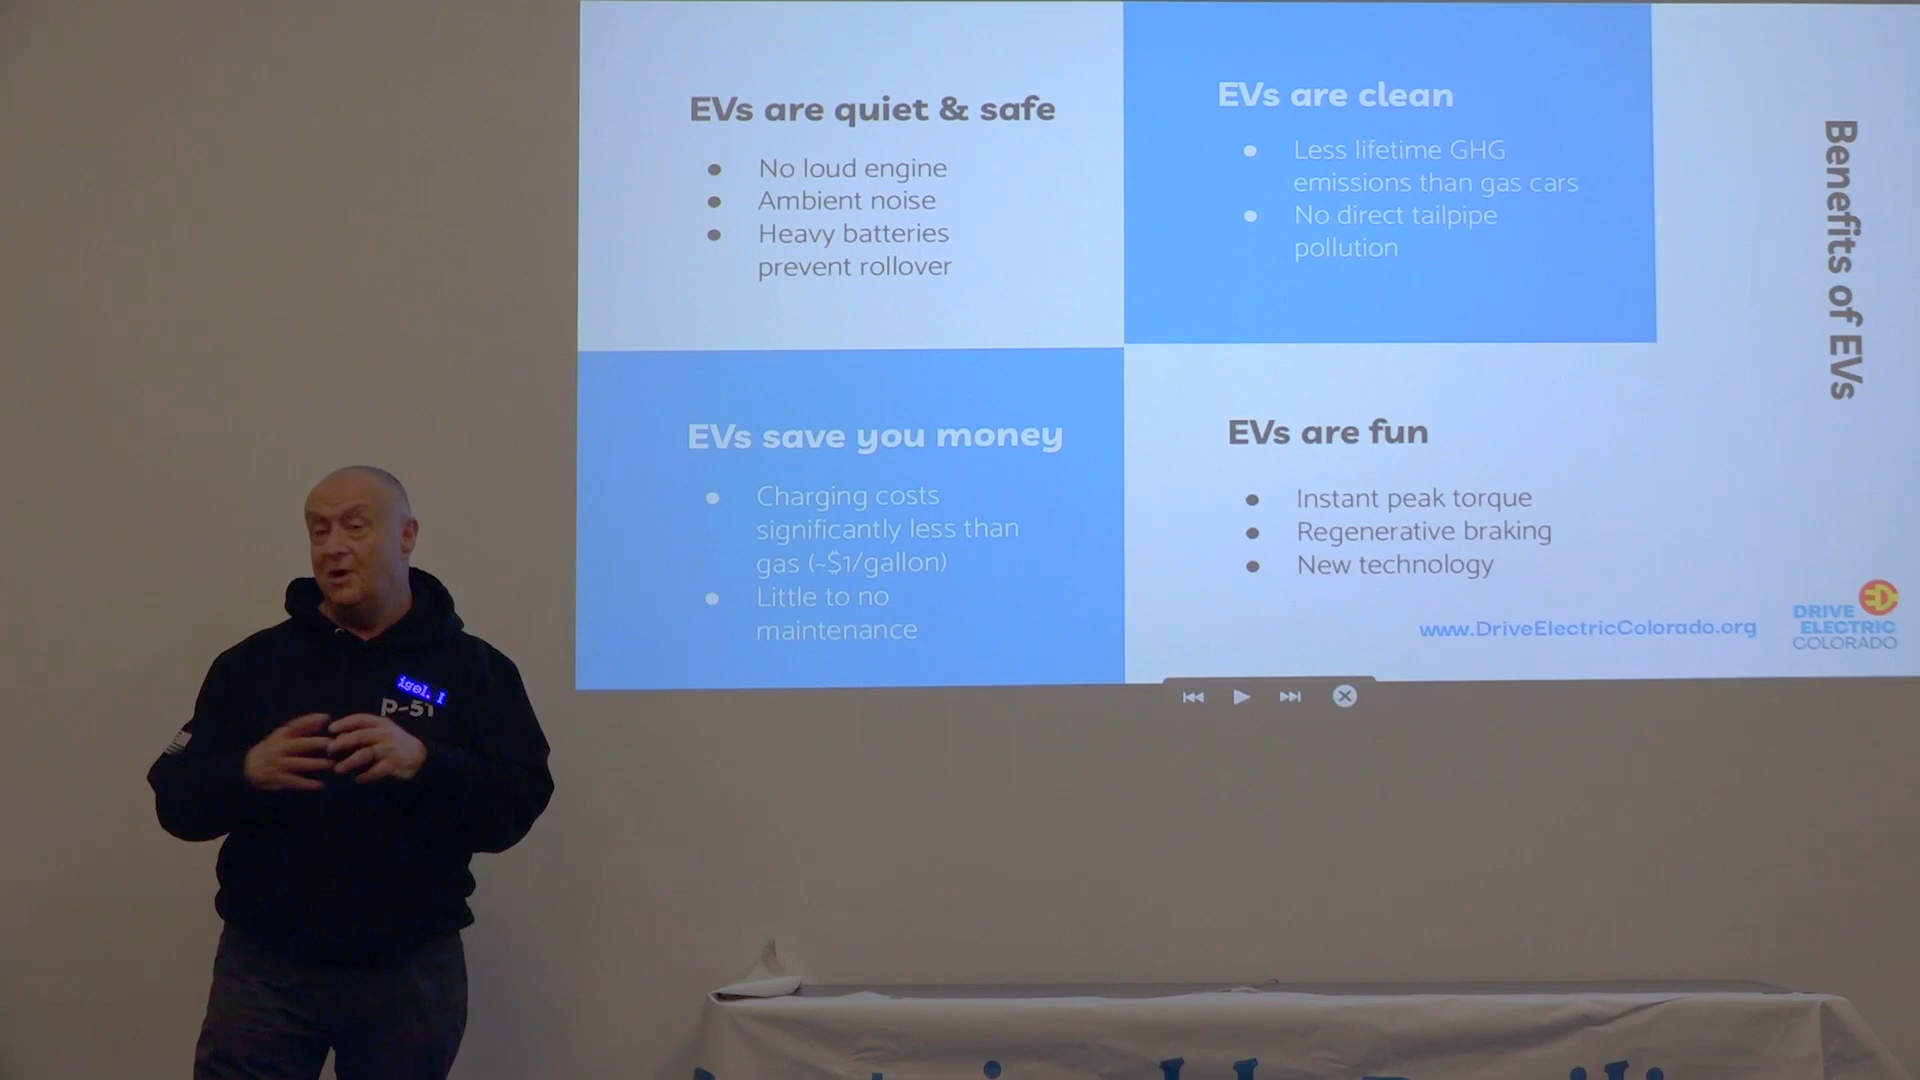 EVs are quiet & safe
No loud engine
Ambient noise
Heavy batteries
prevent rollover
EVs are clean
Less lifetime GHG
emissions than gas cars
No direct tailpipe
pollution
Benefits of EVs
EVs save you money
Charging costs
significantly less than
gas (~$1/gallon)
Little to no
maintenance
EVs are fun
Instant peak torque
Regenerative braking
New technology
www.DriveElectricColorado.org
DRIVE
ELECTRIC
COLORADO
igel. I
P-51